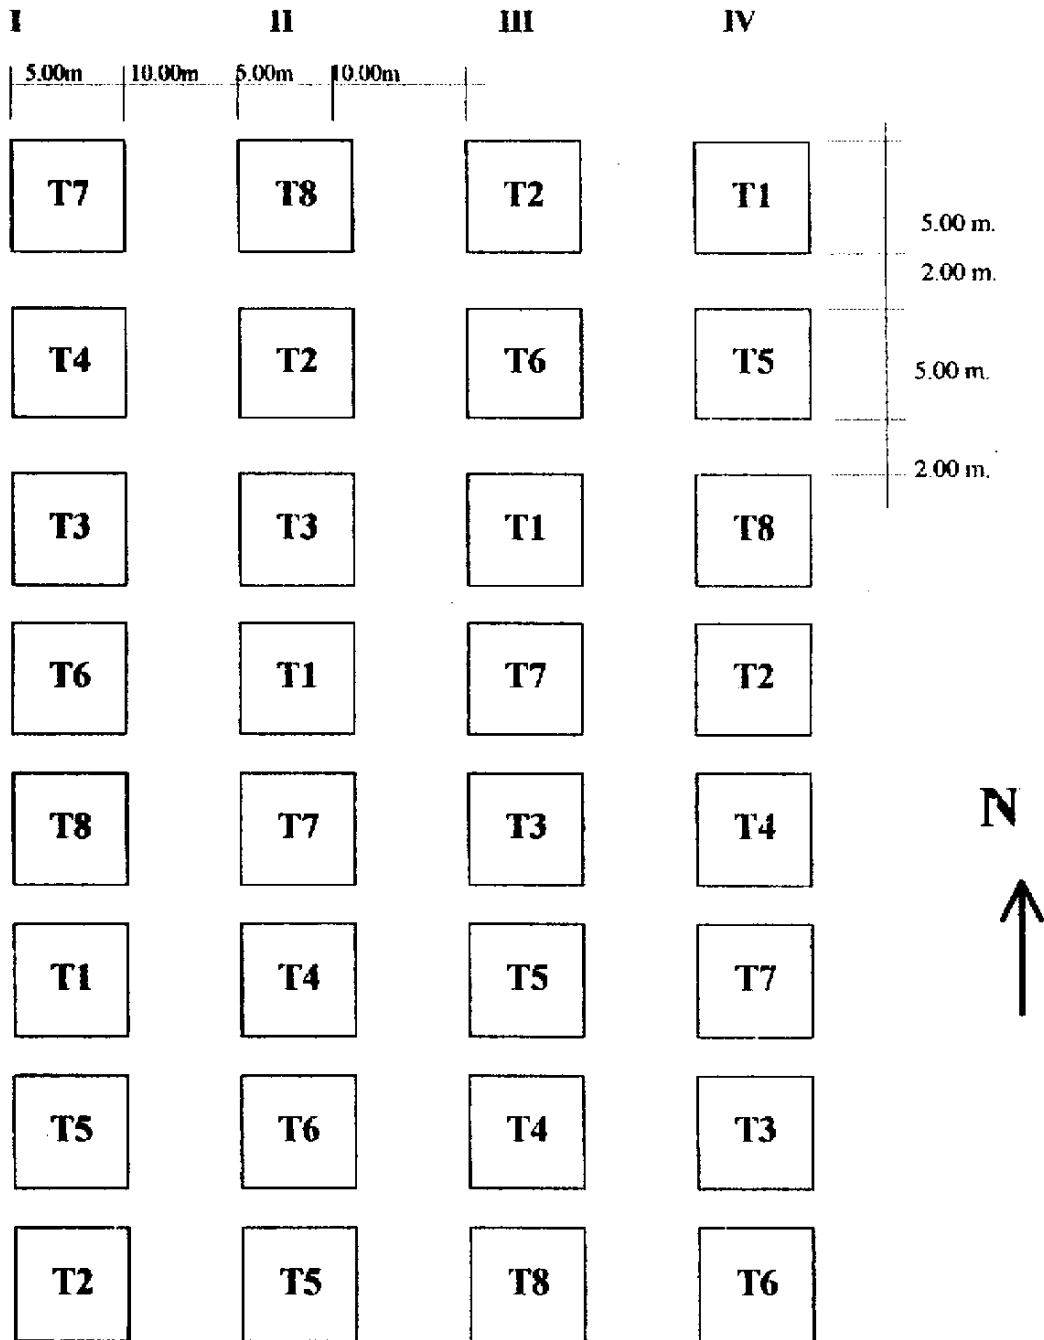 I II III IV
5.00m 10.00m 5.00m 10.00m
T7 T8 T2 T1
5.00 m.
2.00 m.
T4 T2 T6 T5
5.00 m.
2.00 m.
T3 T3 T1 T8
T6 T1 T7 T2
T8 T7 T3 T4
N
T1 T4 T5 T7
T5 T6 T4 T3
T2 T5 T8 T6